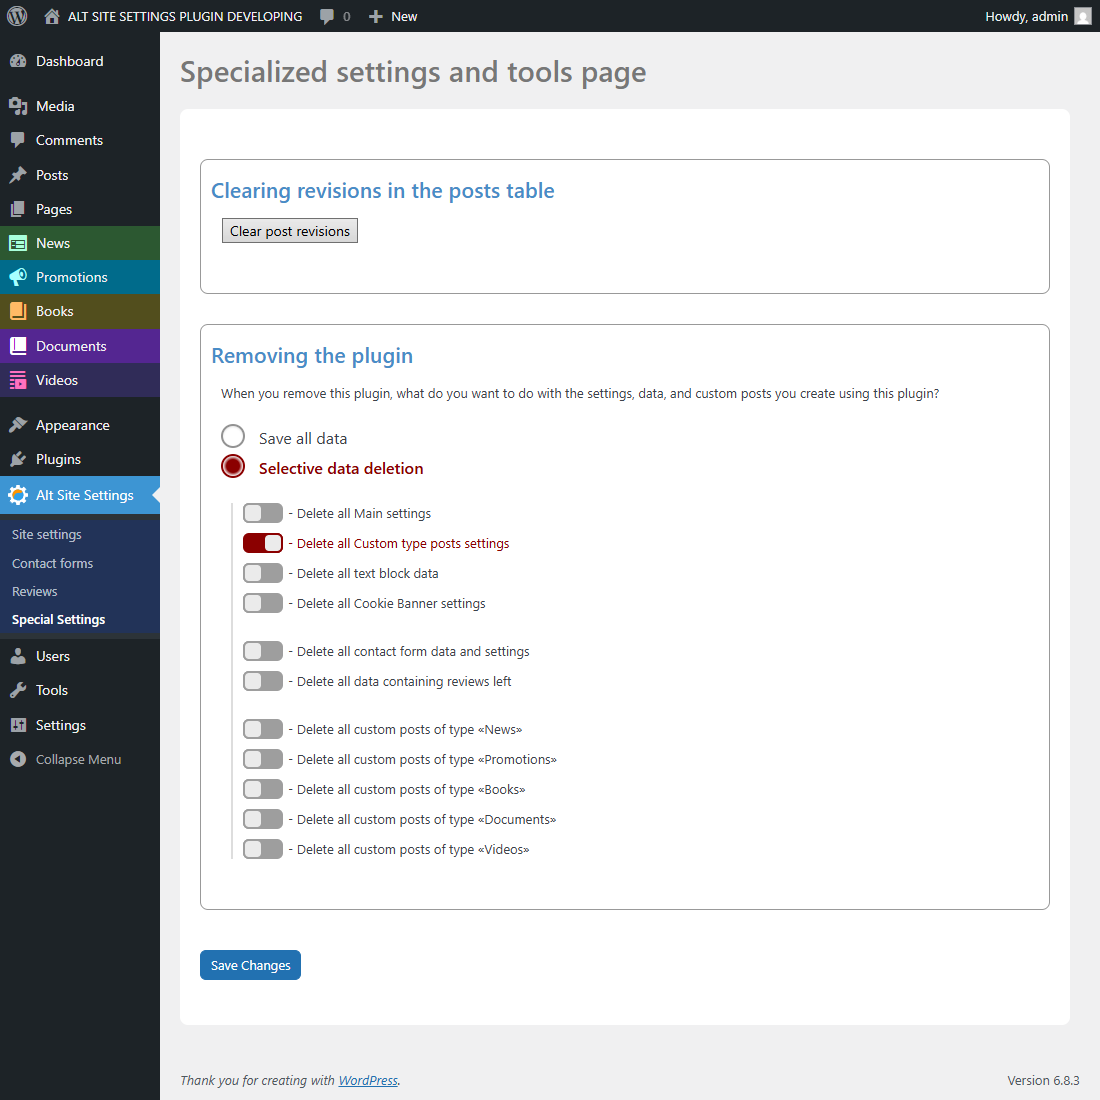 ALT SITE SETTINGS PLUGIN DEVELOPING 0 New Howdy, admin
Dashboard
Media
Comments
Posts
Pages
News
Promotions
Books
Documents
Videos
Appearance
Plugins
Alt Site Settings
Site settings
Contact forms
Reviews
Special Settings
Users
Tools
Settings
Collapse Menu
Specialized settings and tools page
Clearing revisions in the posts table
Clear post revisions
Removing the plugin
When you remove this plugin, what do you want to do with the settings, data, and custom posts you create using this plugin?
Save all data
Selective data deletion
- Delete all Main settings
- Delete all Custom type posts settings
- Delete all text block data
- Delete all Cookie Banner settings
- Delete all contact form data and settings
- Delete all data containing reviews left
- Delete all custom posts of type «News»
- Delete all custom posts of type «Promotions»
- Delete all custom posts of type «Books»
- Delete all custom posts of type «Documents»
- Delete all custom posts of type «Videos»
Save Changes
Thank you for creating with WordPress. Version 6.8.3